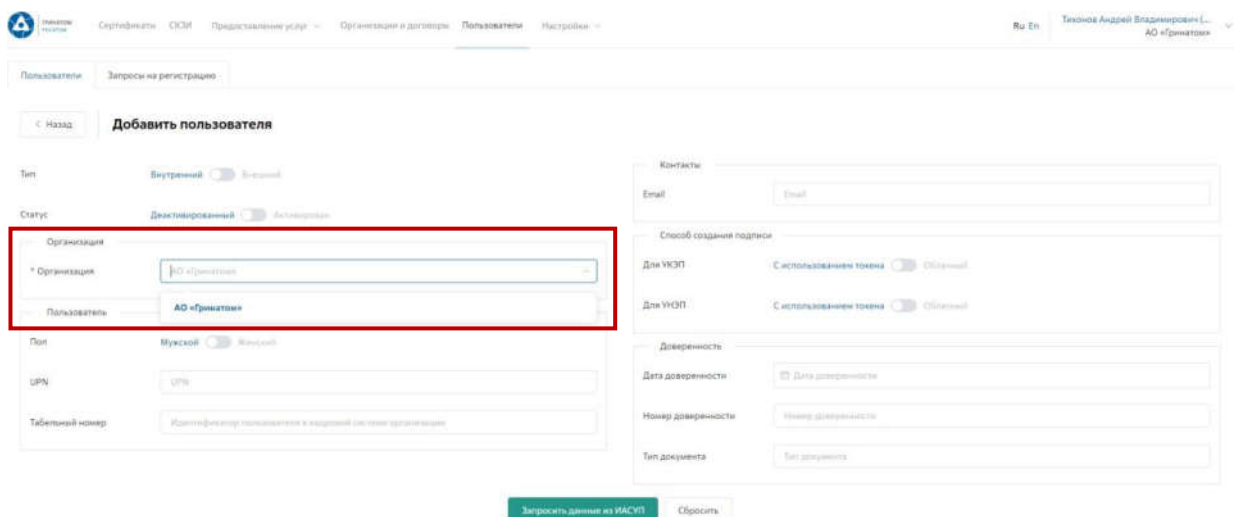 ГРИНАТОМ
РОСАТОМ
Сертификаты СКЗИ Предоставление услуг Организации и договоры Пользователи Настройки Ru En Тихонов Андрей Владимирович (...
АО «Гринатом»
Пользователи Запросы на регистрацию
< Назад Добавить пользователя
Тип Внутренний Внешний
Статус Деактивированный Активирован
Организация
* Организация АО «Гринатом»
АО «Гринатом»
Пользователь
Пол Мужской Женский
UPN UPN
Табельный номер Идентификатор пользователя в кадровой системе организации
Контакты
Email Email
Способ создания подписи
Для УКЭП С использованием токена Облачный
Для УНЭП С использованием токена Облачный
Доверенность
Дата доверенности Дата доверенности
Номер доверенности Номер доверенности
Тип документа Тип документа
Запросить данные из ИАСУП Сбросить